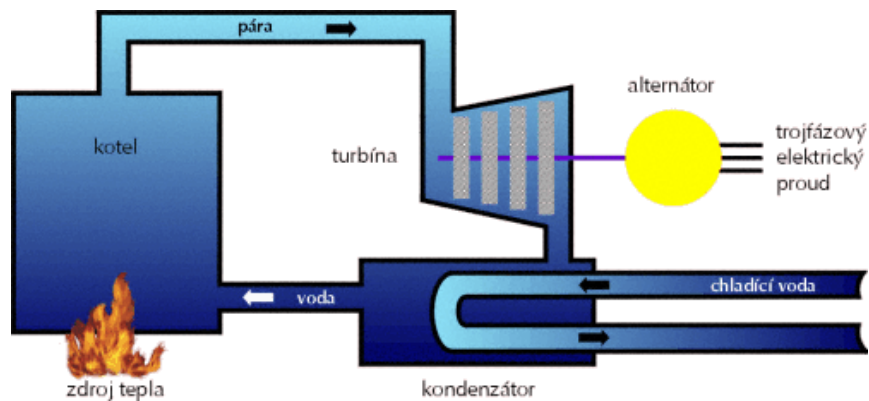 pára
alternátor
kotel
turbína
trojfázový
elektrický
proud
voda
chladící voda
zdroj tepla
kondenzátor